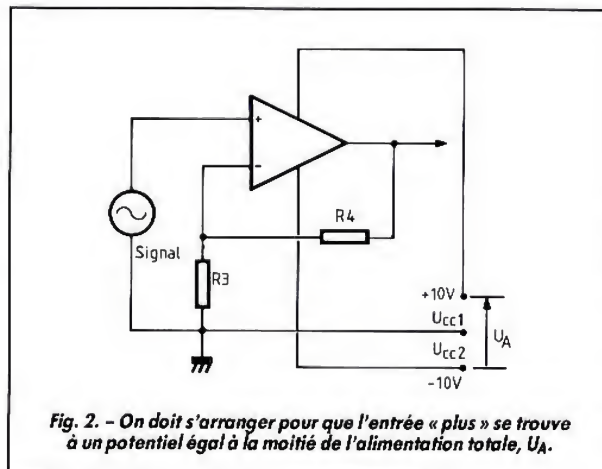 +
−
R4
Signal
R3
+10V
Ucc1
UA
Ucc2
−10V
Fig. 2. – On doit s'arranger pour que l'entrée « plus » se trouve
à un potentiel égal à la moitié de l'alimentation totale, UA.